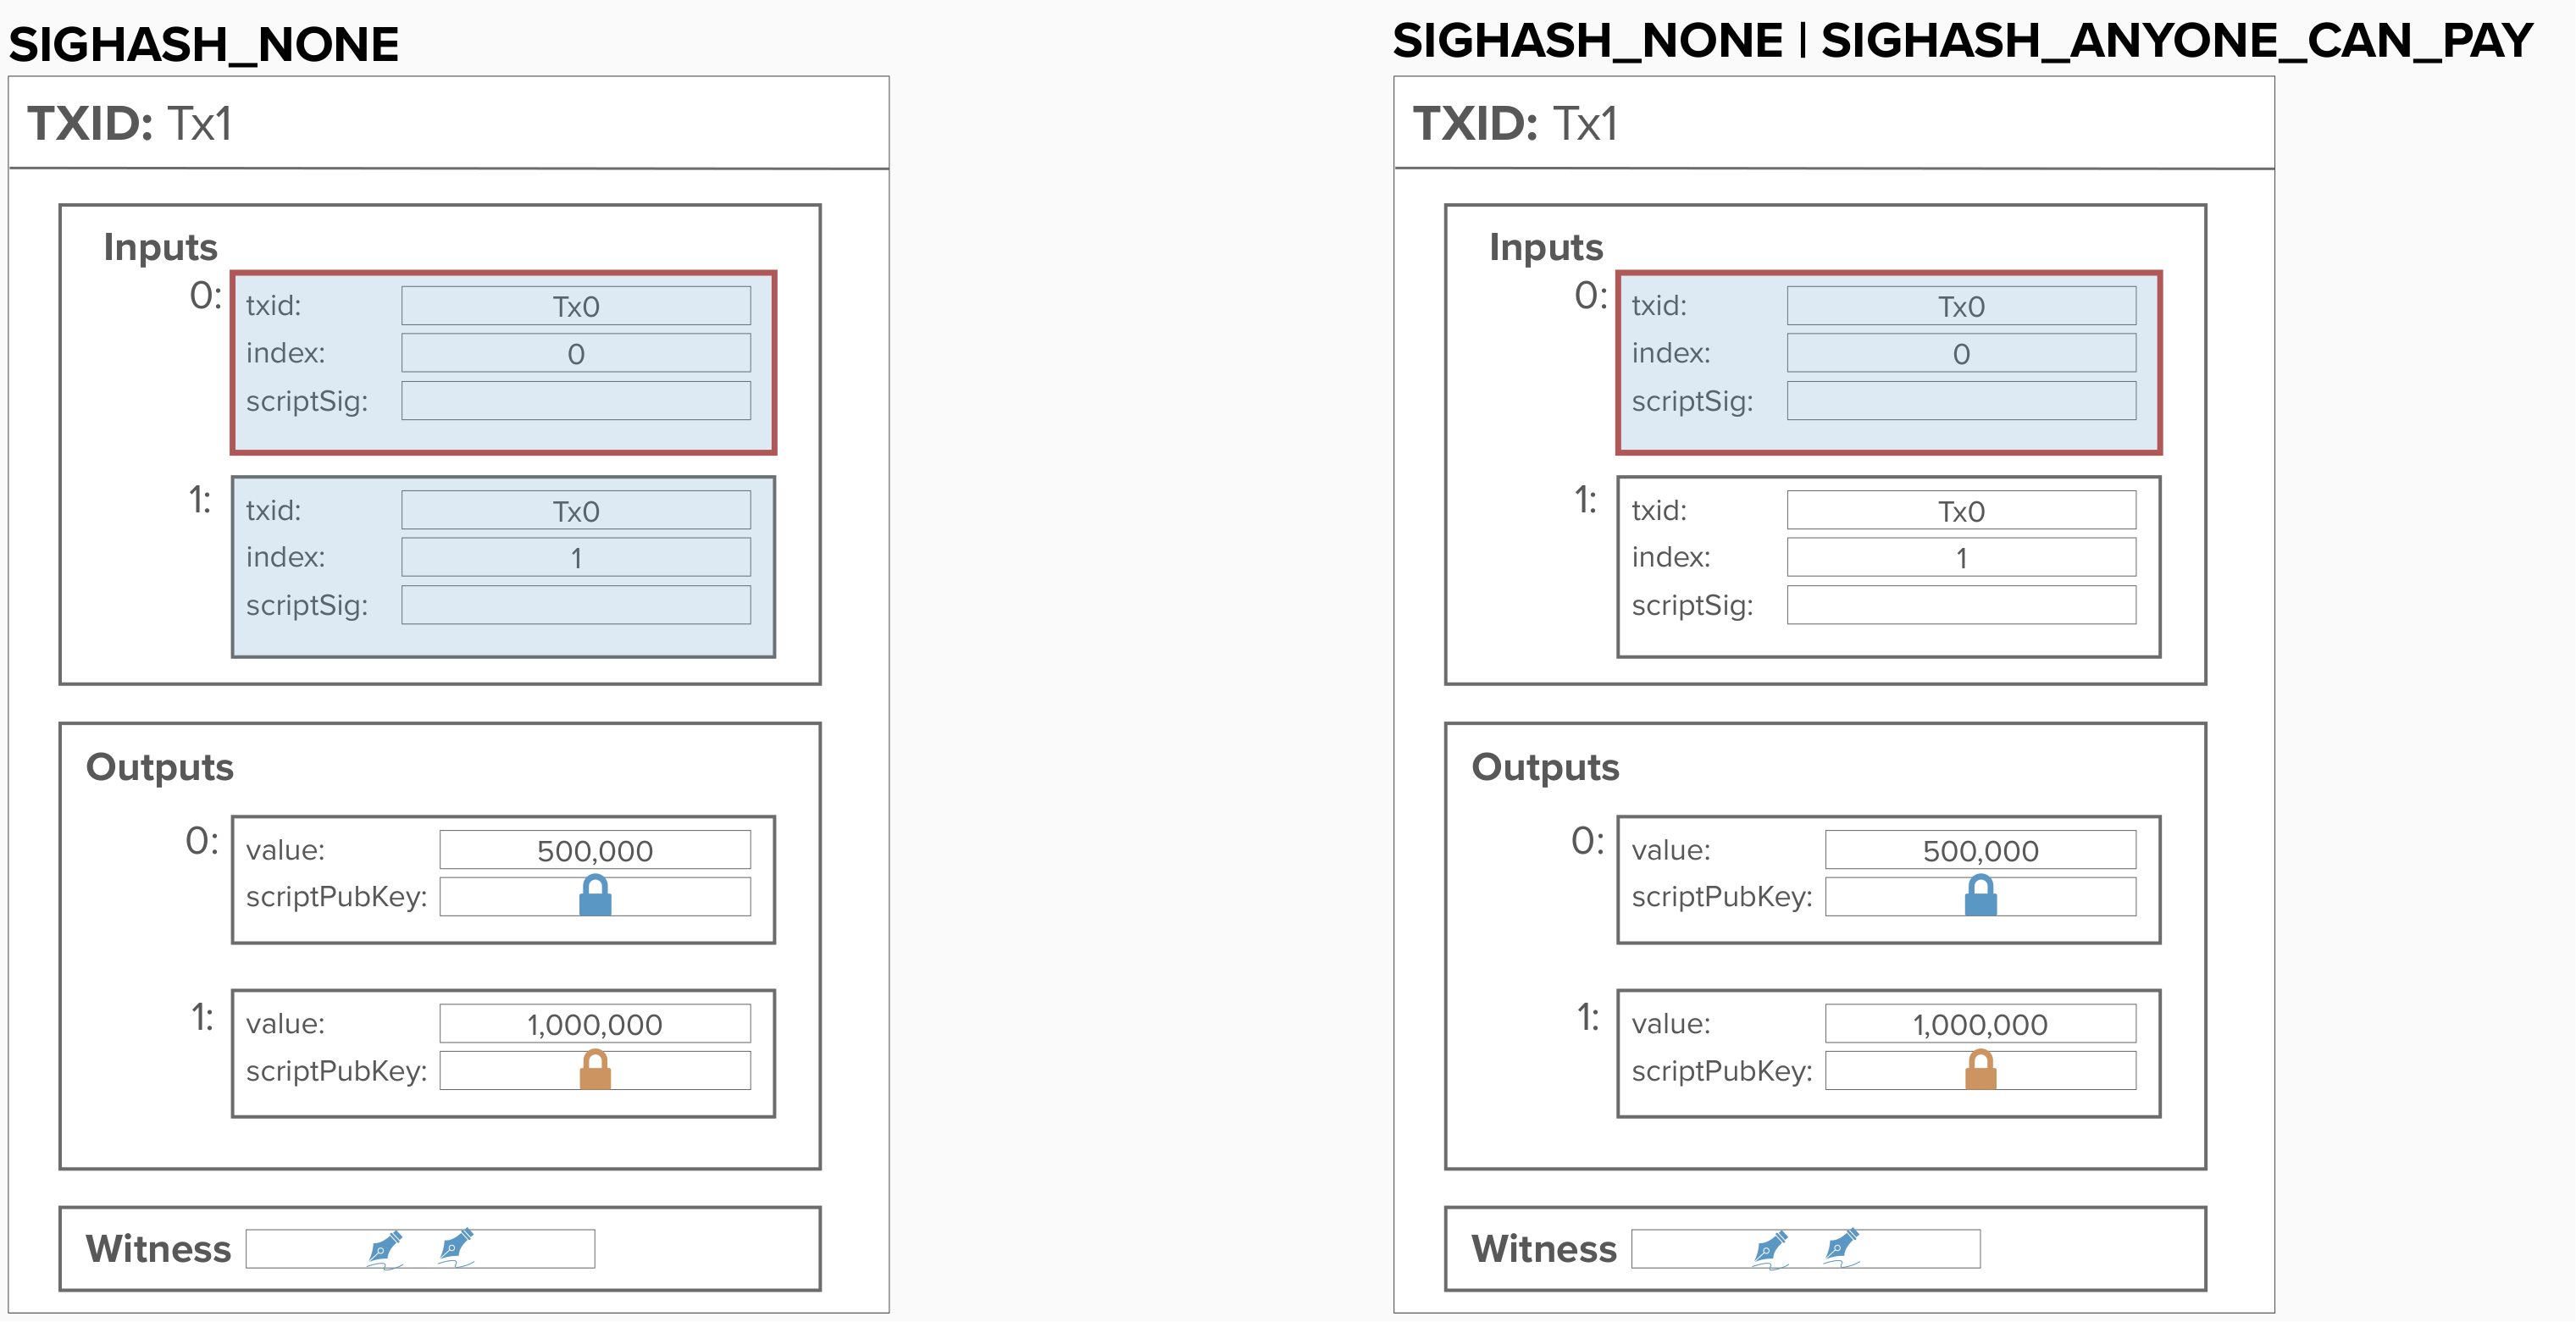 SIGHASH_NONE
TXID: Tx1
Inputs
0:
txid: Tx0
index: 0
scriptSig:
1:
txid: Tx0
index: 1
scriptSig:
Outputs
0:
value: 500,000
scriptPubKey:
1:
value: 1,000,000
scriptPubKey:
Witness
SIGHASH_NONE | SIGHASH_ANYONE_CAN_PAY
TXID: Tx1
Inputs
0:
txid: Tx0
index: 0
scriptSig:
1:
txid: Tx0
index: 1
scriptSig:
Outputs
0:
value: 500,000
scriptPubKey:
1:
value: 1,000,000
scriptPubKey:
Witness